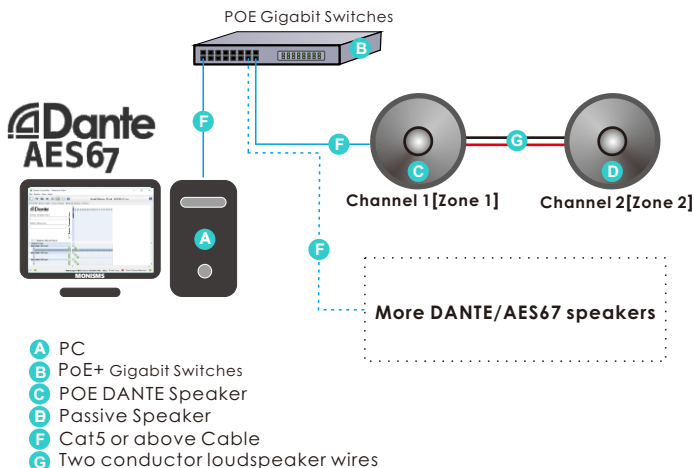 POE Gigabit Switches
B
Dante
AES67
F
F
G
C
D
Channel 1[Zone 1]
Channel 2[Zone 2]
A
F
MONISMS
More DANTE/AES67 speakers
A PC
B PoE+ Gigabit Switches
C POE DANTE Speaker
D Passive Speaker
F Cat5 or above Cable
G Two conductor loudspeaker wires